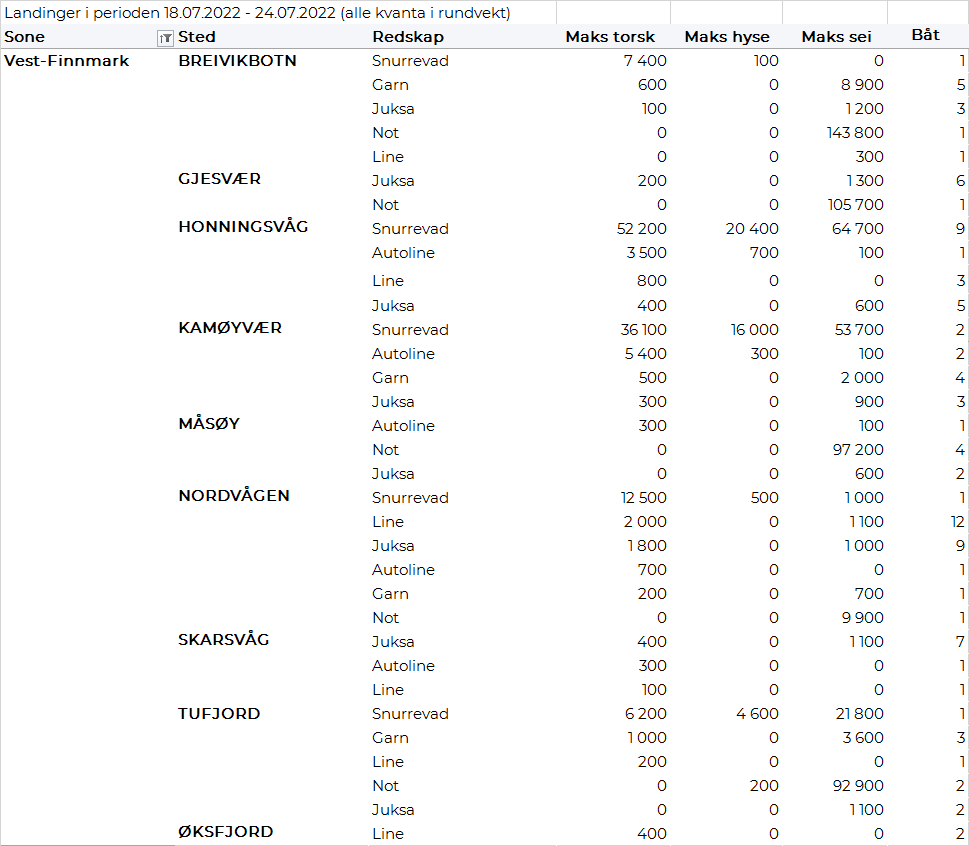 Landinger i perioden 18.07.2022 - 24.07.2022 (alle kvanta i rundvekt)
Sone Sted Redskap Maks torsk Maks hyse Maks sei Båt
Vest-Finnmark BREIVIKBOTN Snurrevad 7 400 100 0 1
Garn 600 0 8 900 5
Juksa 100 0 1 200 3
Not 0 0 143 800 1
Line 0 0 300 1
GJESVÆR Juksa 200 0 1 300 6
Not 0 0 105 700 1
HONNINGSVÅG Snurrevad 52 200 20 400 64 700 9
Autoline 3 500 700 100 1
Line 800 0 0 3
Juksa 400 0 600 5
KAMØYVÆR Snurrevad 36 100 16 000 53 700 2
Autoline 5 400 300 100 2
Garn 500 0 2 000 4
Juksa 300 0 900 3
MÅSØY Autoline 300 0 100 1
Not 0 0 97 200 4
Juksa 0 0 600 2
NORDVÅGEN Snurrevad 12 500 500 1 000 1
Line 2 000 0 1 100 12
Juksa 1 800 0 1 000 9
Autoline 700 0 0 1
Garn 200 0 700 1
Not 0 0 9 900 1
SKARSVÅG Juksa 400 0 1 100 7
Autoline 300 0 0 1
Line 100 0 0 1
TUFJORD Snurrevad 6 200 4 600 21 800 1
Garn 1 000 0 3 600 3
Line 200 0 0 1
Not 0 200 92 900 2
Juksa 0 0 1 100 2
ØKSFJORD Line 400 0 0 2